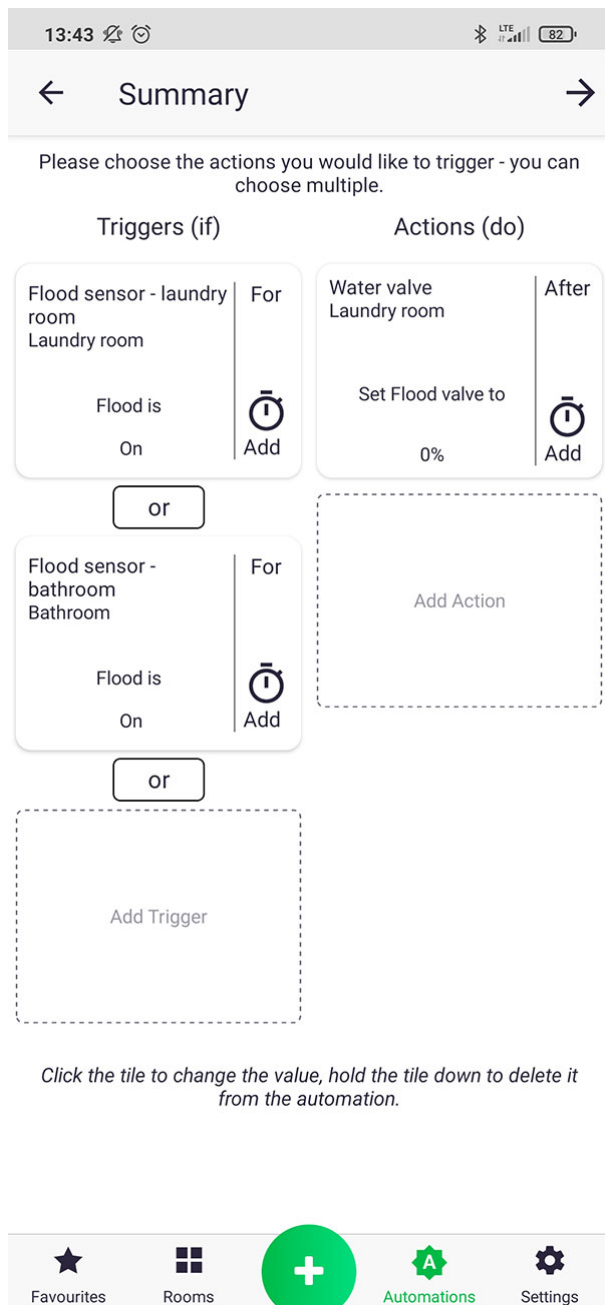 13:43
LTE
82
Summary
Please choose the actions you would like to trigger - you can
choose multiple.
Triggers (if)
Actions (do)
Flood sensor - laundry
room
Laundry room
For
Flood is
On
Add
Water valve
Laundry room
After
Set Flood valve to
0%
Add
or
Flood sensor -
bathroom
Bathroom
For
Flood is
On
Add
Add Action
or
Add Trigger
Click the tile to change the value, hold the tile down to delete it
from the automation.
Favourites
Rooms
A
Automations
Settings